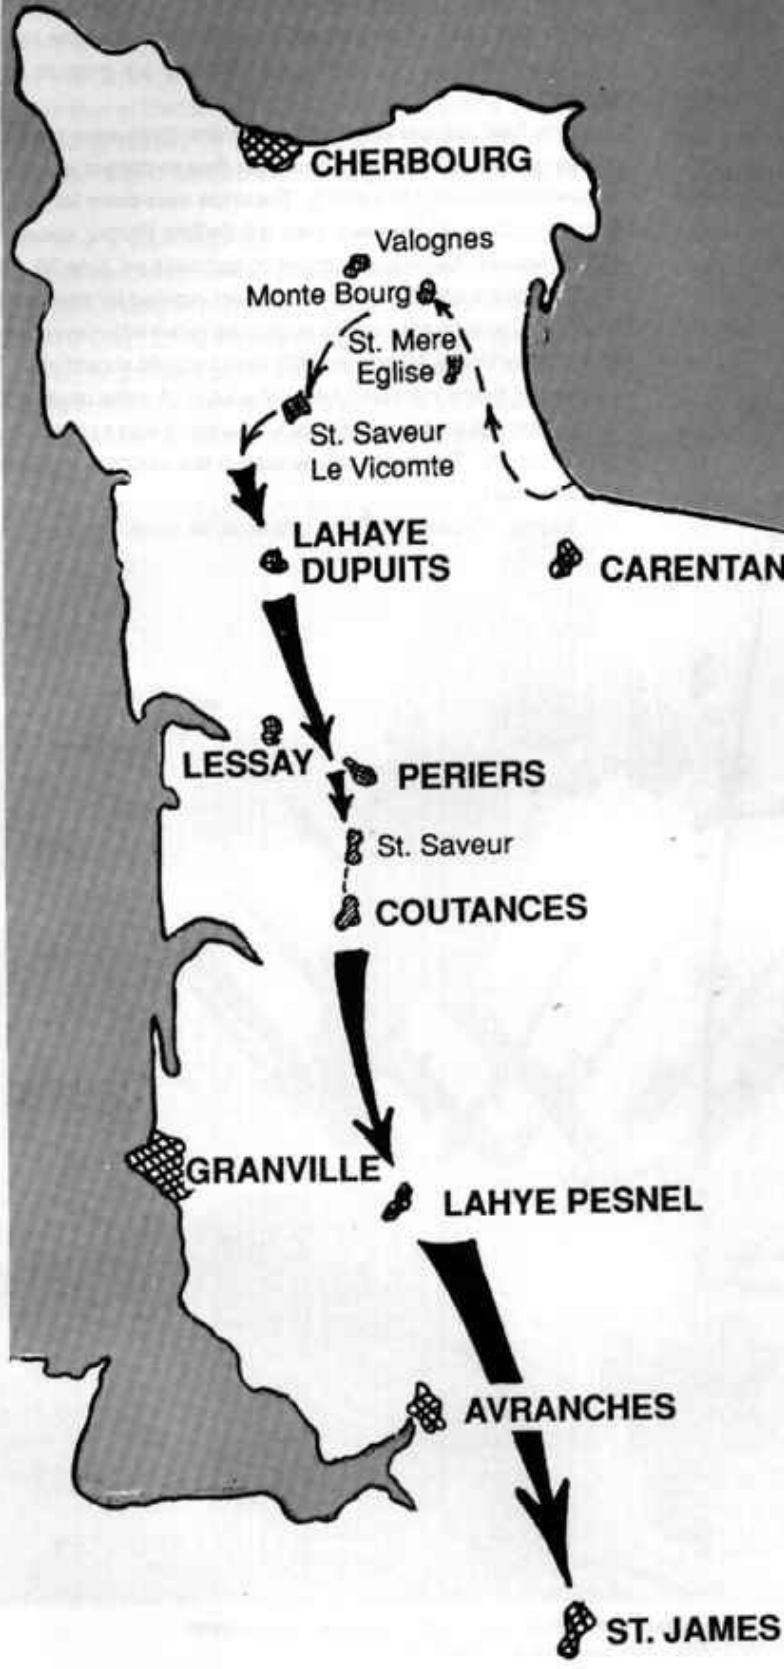 CHERBOURG
Valognes
Monte Bourg
St. Mere
Eglise
St. Saveur
Le Vicomte
LAHAYE
DUPUITS
CARENTAN
LESSAY
PERIERS
St. Saveur
COUTANCES
GRANVILLE
LAHYE PESNEL
AVRANCHES
ST. JAMES